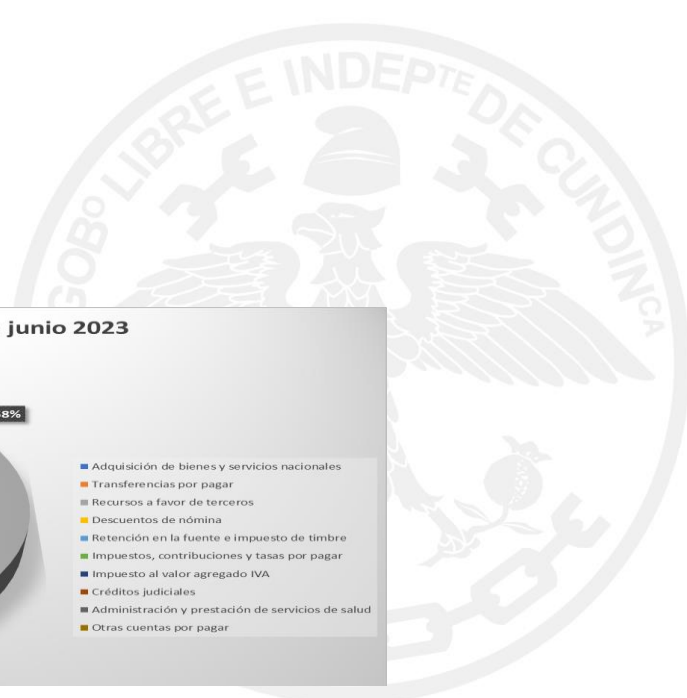 GOBº LIBRE E INDEPTE DE CUNDINCA
junio 2023
8%
Adquisición de bienes y servicios nacionales
Transferencias por pagar
Recursos a favor de terceros
Descuentos de nómina
Retención en la fuente e impuesto de timbre
Impuestos, contribuciones y tasas por pagar
Impuesto al valor agregado IVA
Créditos judiciales
Administración y prestación de servicios de salud
Otras cuentas por pagar